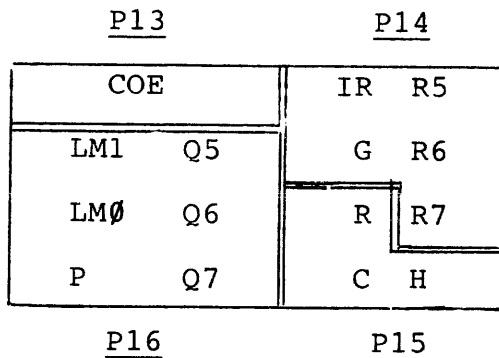 P13 P14
COE IR R5
LM1 Q5 G R6
LMØ Q6 R R7
P Q7 C H
P16 P15